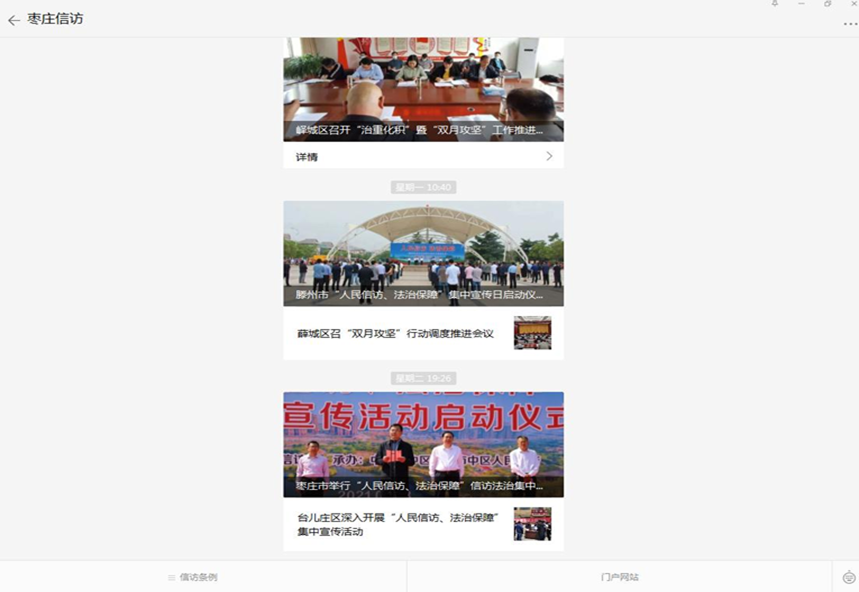 枣庄信访
峄城区召开“治重化积”暨“双月攻坚”工作推进...
详情
星期一 10:40
滕州市“人民信访、法治保障”集中宣传日启动仪...
薛城区召“双月攻坚”行动调度推进会议
星期二 19:26
宣传活动启动仪式
承办：
枣庄市举行“人民信访、法治保障”信访法治集中...
台儿庄区深入开展“人民信访、法治保障”
集中宣传活动
信访条例
门户网站